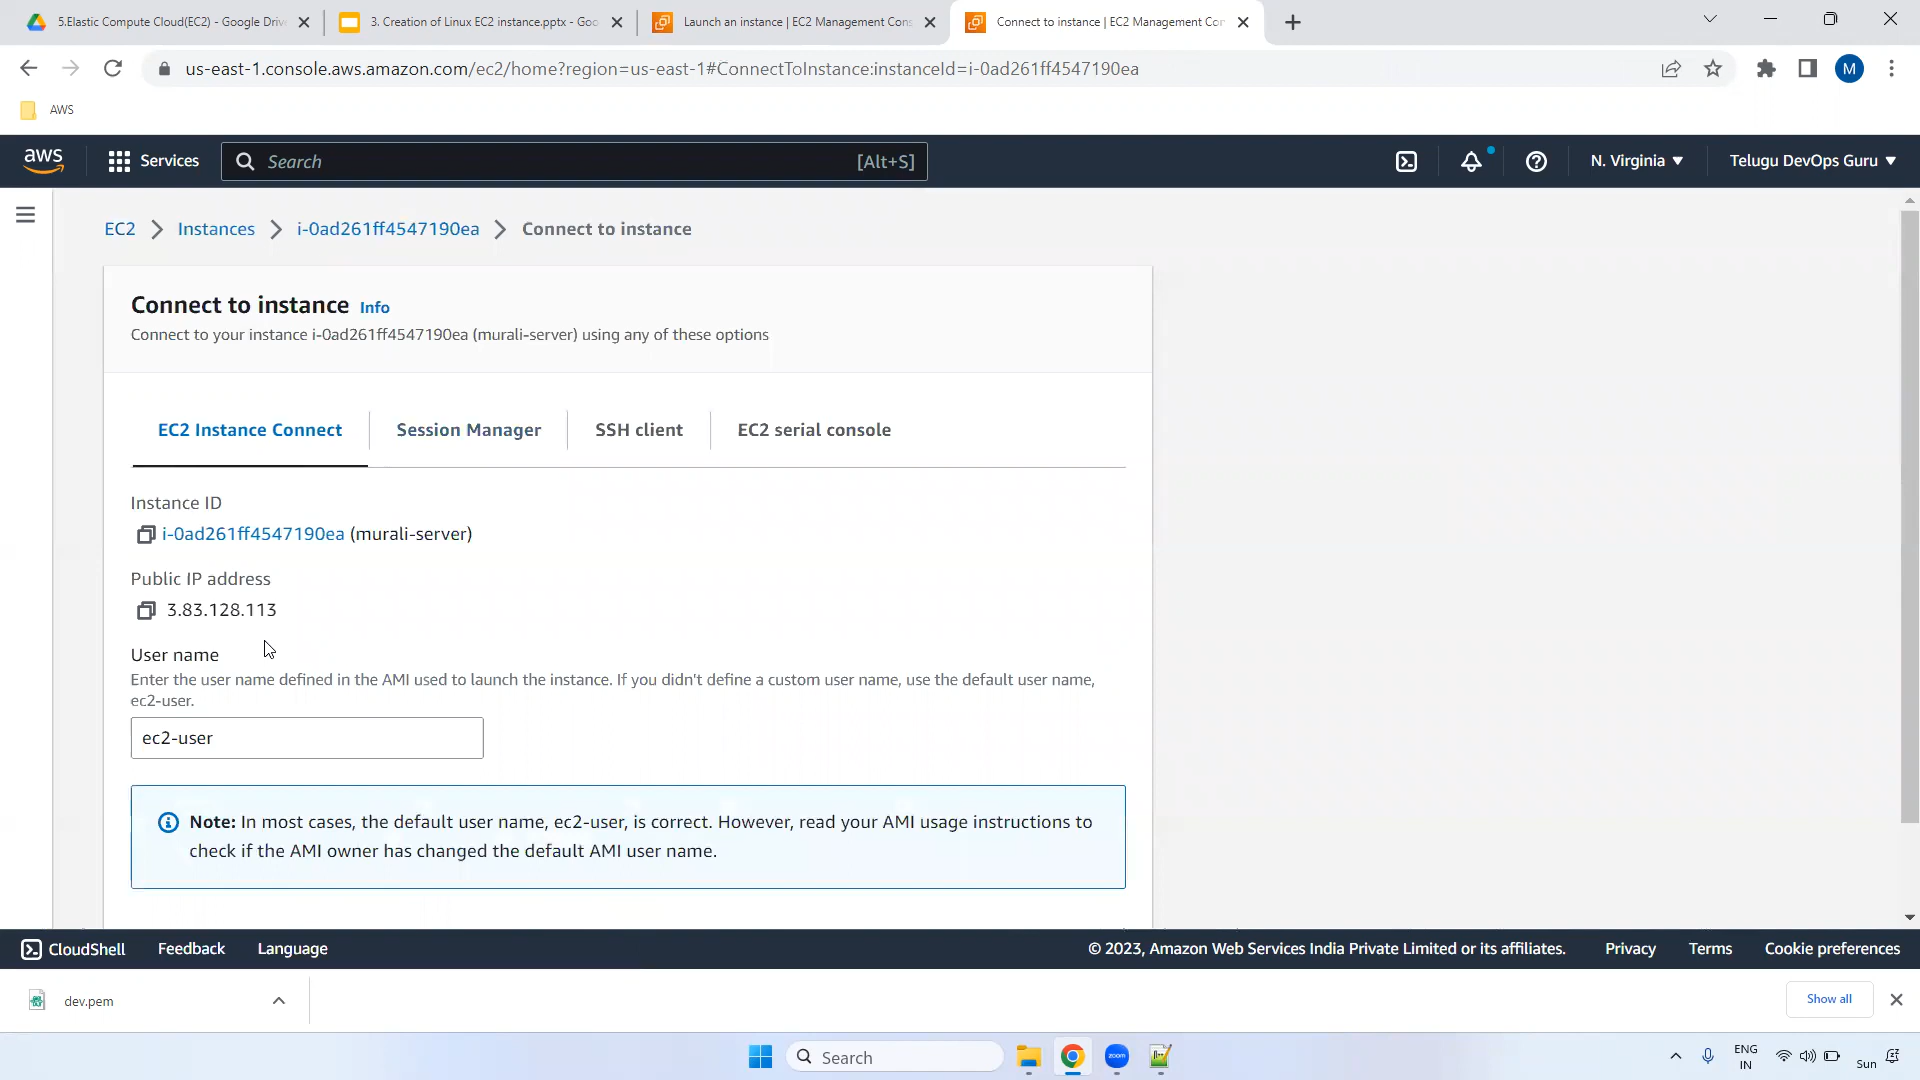 5.Elastic Compute Cloud(EC2) - Google Drive
3. Creation of Linux EC2 instance.pptx - Goo
Launch an instance | EC2 Management Cons
Connect to instance | EC2 Management Con
us-east-1.console.aws.amazon.com/ec2/home?region=us-east-1#ConnectToInstance:instanceId=i-0ad261ff4547190ea
M
AWS
aws
Services
Search
[Alt+S]
N. Virginia
Telugu DevOps Guru
EC2
Instances
i-0ad261ff4547190ea
Connect to instance
Connect to instance Info
Connect to your instance i-0ad261ff4547190ea (murali-server) using any of these options
EC2 Instance Connect
Session Manager
SSH client
EC2 serial console
Instance ID
i-0ad261ff4547190ea (murali-server)
Public IP address
3.83.128.113
User name
Enter the user name defined in the AMI used to launch the instance. If you didn't define a custom user name, use the default user name,
ec2-user.
ec2-user
Note: In most cases, the default user name, ec2-user, is correct. However, read your AMI usage instructions to
check if the AMI owner has changed the default AMI user name.
CloudShell
Feedback
Language
© 2023, Amazon Web Services India Private Limited or its affiliates.
Privacy
Terms
Cookie preferences
dev.pem
Show all
Search
zoom
ENG
IN
Sun